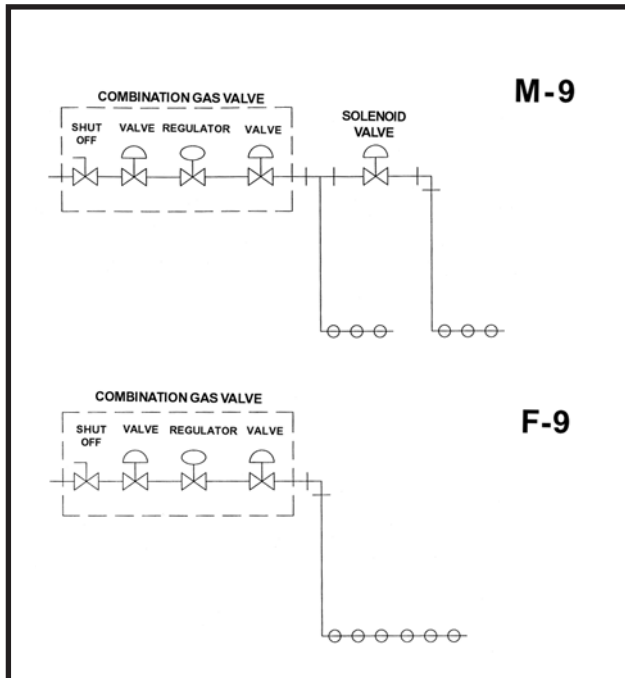 M-9
COMBINATION GAS VALVE
SOLENOID
VALVE
SHUT
OFF
VALVE
REGULATOR
VALVE
COMBINATION GAS VALVE
F-9
SHUT
OFF
VALVE
REGULATOR
VALVE